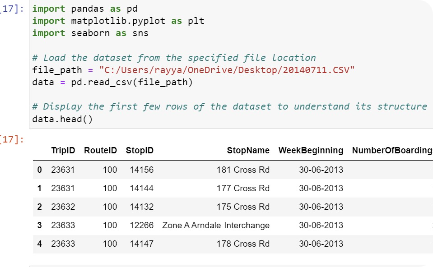 [17]: import pandas as pd
import matplotlib.pyplot as plt
import seaborn as sns
# Load the dataset from the specified file location
file_path = "C:/Users/rayya/OneDrive/Desktop/20140711.CSV"
data = pd.read_csv(file_path)
# Display the first few rows of the dataset to understand its structure
data.head()
[17]:
TripID RouteID StopID StopName WeekBeginning NumberOfBoarding
0 23631 100 14156 181 Cross Rd 30-06-2013
1 23631 100 14144 177 Cross Rd 30-06-2013
2 23632 100 14132 175 Cross Rd 30-06-2013
3 23633 100 12266 Zone A Arndale Interchange 30-06-2013
4 23633 100 14147 178 Cross Rd 30-06-2013